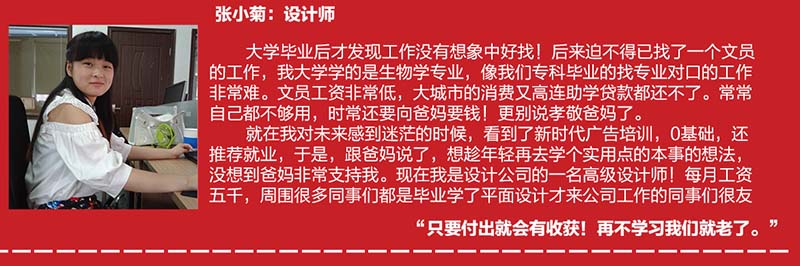 张小菊：设计师
大学毕业后才发现工作没有想象中好找！后来迫不得已找了一个文员
的工作，我大学学的是生物学专业，像我们专科毕业的找专业对口的工作
非常难。文员工资非常低，大城市的消费又高连助学贷款都还不了。常常
自己都不够用，时常还要向爸妈要钱！更别说孝敬爸妈了。
就在我对未来感到迷茫的时候，看到了新时代广告培训，0基础，还
推荐就业，于是，跟爸妈说了，想趁年轻再去学个实用点的本事的想法，
没想到爸妈非常支持我。现在我是设计公司的一名高级设计师！每月工资
五千，周围很多同事们都是毕业学了平面设计才来公司工作的同事们很友
“只要付出就会有收获！再不学习我们就老了。”